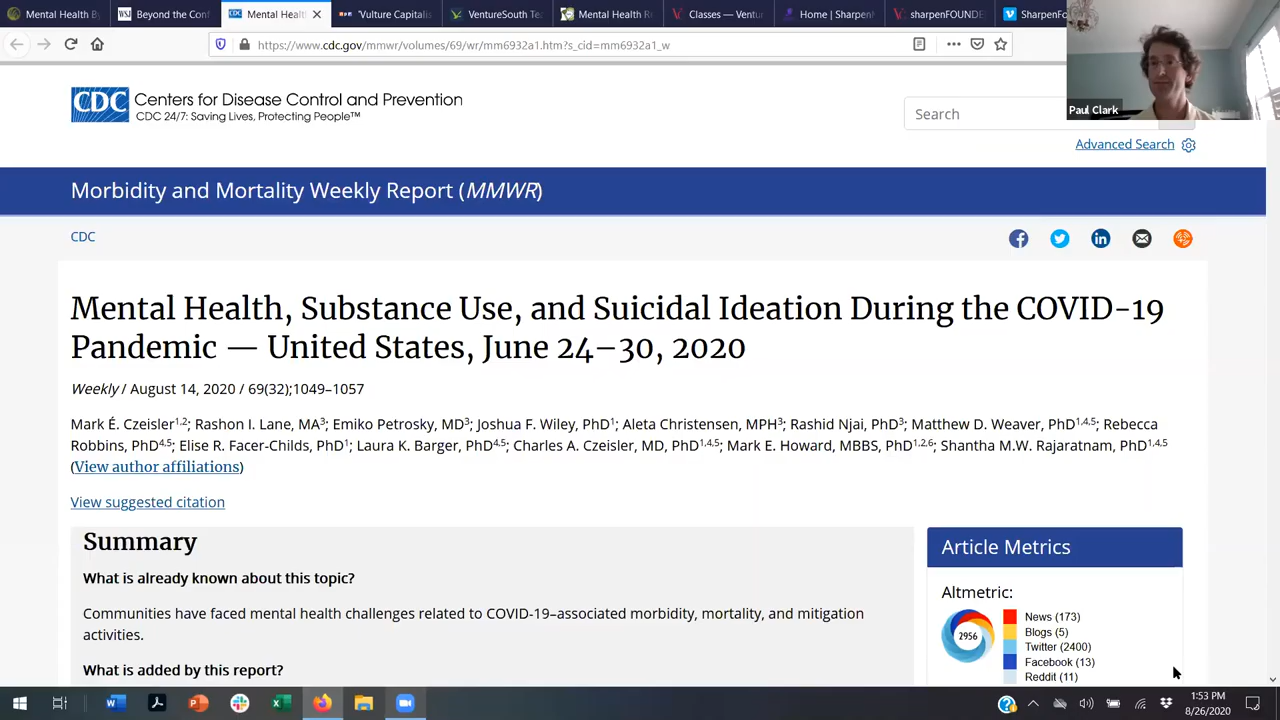 Mental Health By
WSJ Beyond the Conf
CDC Mental Healt
'Vulture Capitalis
VentureSouth Te
Mental Health R
Classes — Ventu
Home | Sharpen
sharpenFOUNDE
SharpenFo
https://www.cdc.gov/mmwr/volumes/69/wr/mm6932a1.htm?s_cid=mm6932a1_w
Paul Clark
CDC
Centers for Disease Control and Prevention
CDC 24/7: Saving Lives, Protecting People™
Search
Advanced Search
Morbidity and Mortality Weekly Report (MMWR)
CDC
Mental Health, Substance Use, and Suicidal Ideation During the COVID-19
Pandemic — United States, June 24–30, 2020
Weekly / August 14, 2020 / 69(32);1049–1057
Mark É. Czeisler1,2; Rashon I. Lane, MA3; Emiko Petrosky, MD3; Joshua F. Wiley, PhD1; Aleta Christensen, MPH3; Rashid Njai, PhD3; Matthew D. Weaver, PhD1,4,5; Rebecca
Robbins, PhD4,5; Elise R. Facer-Childs, PhD1; Laura K. Barger, PhD4,5; Charles A. Czeisler, MD, PhD1,4,5; Mark E. Howard, MBBS, PhD1,2,6; Shantha M.W. Rajaratnam, PhD1,4,5
(View author affiliations)
View suggested citation
Summary
What is already known about this topic?
Communities have faced mental health challenges related to COVID-19–associated morbidity, mortality, and mitigation
activities.
What is added by this report?
Article Metrics
Altmetric:
2956
News (173)
Blogs (5)
Twitter (2400)
Facebook (13)
Reddit (11)
1:53 PM
8/26/2020